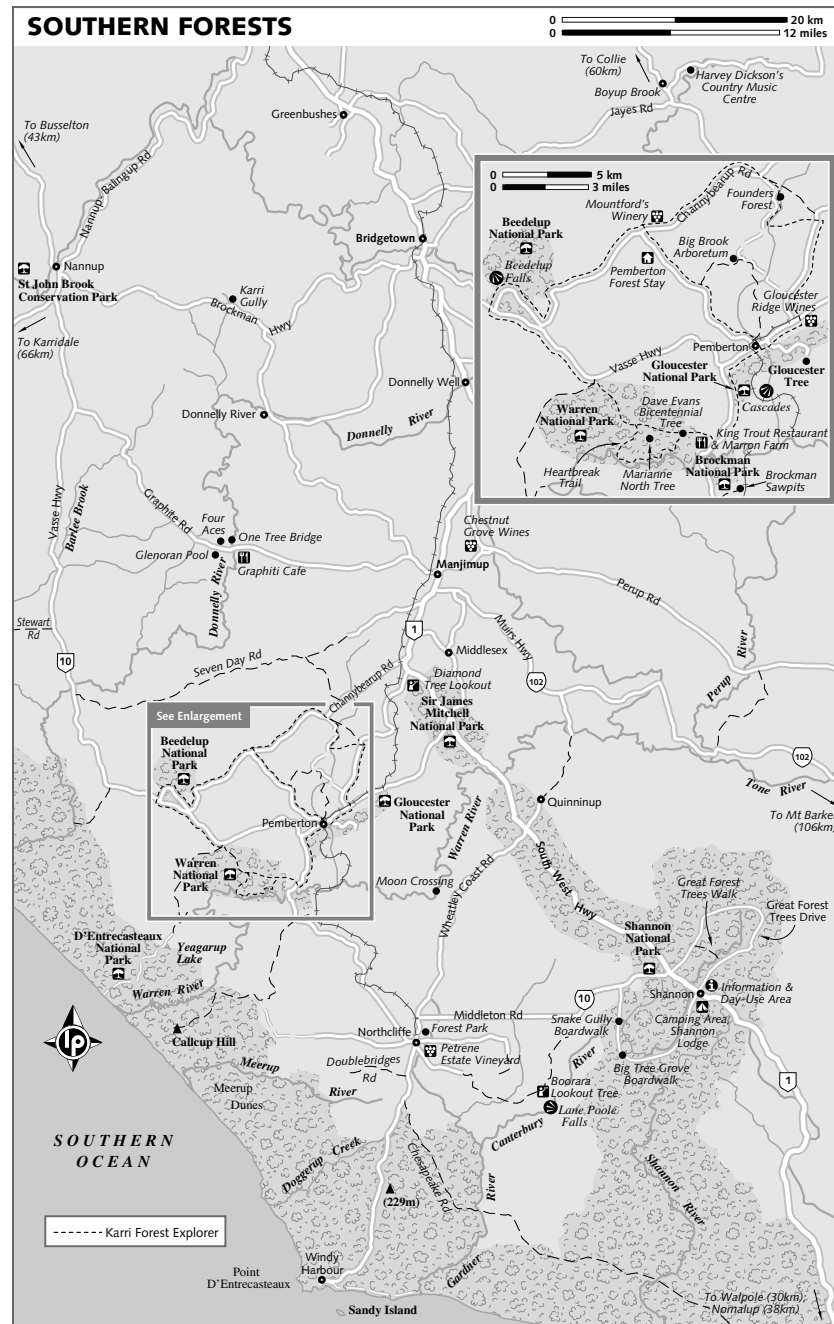 SOUTHERN FORESTS
0 20 km
0 12 miles
To Collie
(60km)
Harvey Dickson's
Country Music
Centre
Boyup Brook
Jayes Rd
Greenbushes
To Busselton
(43km)
Nannup- Balingup Rd
Bridgetown
Nannup
St John Brook
Conservation Park
Karri
Gully
Brockman
Hwy
To Karridale
(66km)
Donnelly Well
Donnelly River
Donnelly River
0 5 km
0 3 miles
Channybearup Rd
Mountford's
Winery
Founders
Forest
Beedelup
National Park
Beedelup
Falls
Big Brook
Arboretum
Pemberton
Forest Stay
Gloucester
Ridge Wines
Pemberton
Vasse Hwy
Gloucester
National Park
Gloucester
Tree
Cascades
Dave Evans
Bicentennial
Tree
Warren
National Park
King Trout Restaurant
& Marron Farm
Heartbreak
Trail
Marianne
North Tree
Brockman
National Park
Brockman
Sawpits
Vasse Hwy
Barlee Brook
Graphite Rd
Four
Aces
One Tree Bridge
Glenoran Pool
Graphiti Cafe
Donnelly River
Chestnut
Grove Wines
Manjimup
Perup Rd
Stewart
Rd
10
Seven Day Rd
1
Muirs Hwy
Middlesex
102
Perup
River
Channybearup Rd
Diamond
Tree Lookout
Sir James
Mitchell
National Park
102
Tone River
To Mt Barker
(106km)
See Enlargement
Beedelup
National
Park
Pemberton
Warren
National
Park
Gloucester
National
Park
Warren River
Quinninup
South West Hwy
Moon Crossing
Wheatley Coast Rd
Great Forest
Trees Walk
Great Forest
Trees Drive
Shannon
National
Park
D'Entrecasteaux
National
Park
Yeagarup
Lake
Warren River
Shannon
Information &
Day-Use Area
10
Middleton Rd
Camping Area,
Shannon
Lodge
Snake Gully
Boardwalk
Northcliffe
Forest Park
lp
Callcup Hill
Petrene
Estate Vineyard
Doublebridges
Rd
Big Tree Grove
Boardwalk
1
Meerup
River
Meerup
Dunes
Boorara
Lookout Tree
River
Lane Poole
Falls
Canterbury
River
SOUTHERN
OCEAN
Doggerup Creek
Chesapeake Rd
(229m)
Shannon
River
Karri Forest Explorer
Windy
Harbour
Gardner
Point
D'Entrecasteaux
Sandy Island
To Walpole (30km);
Nornalup (38km)